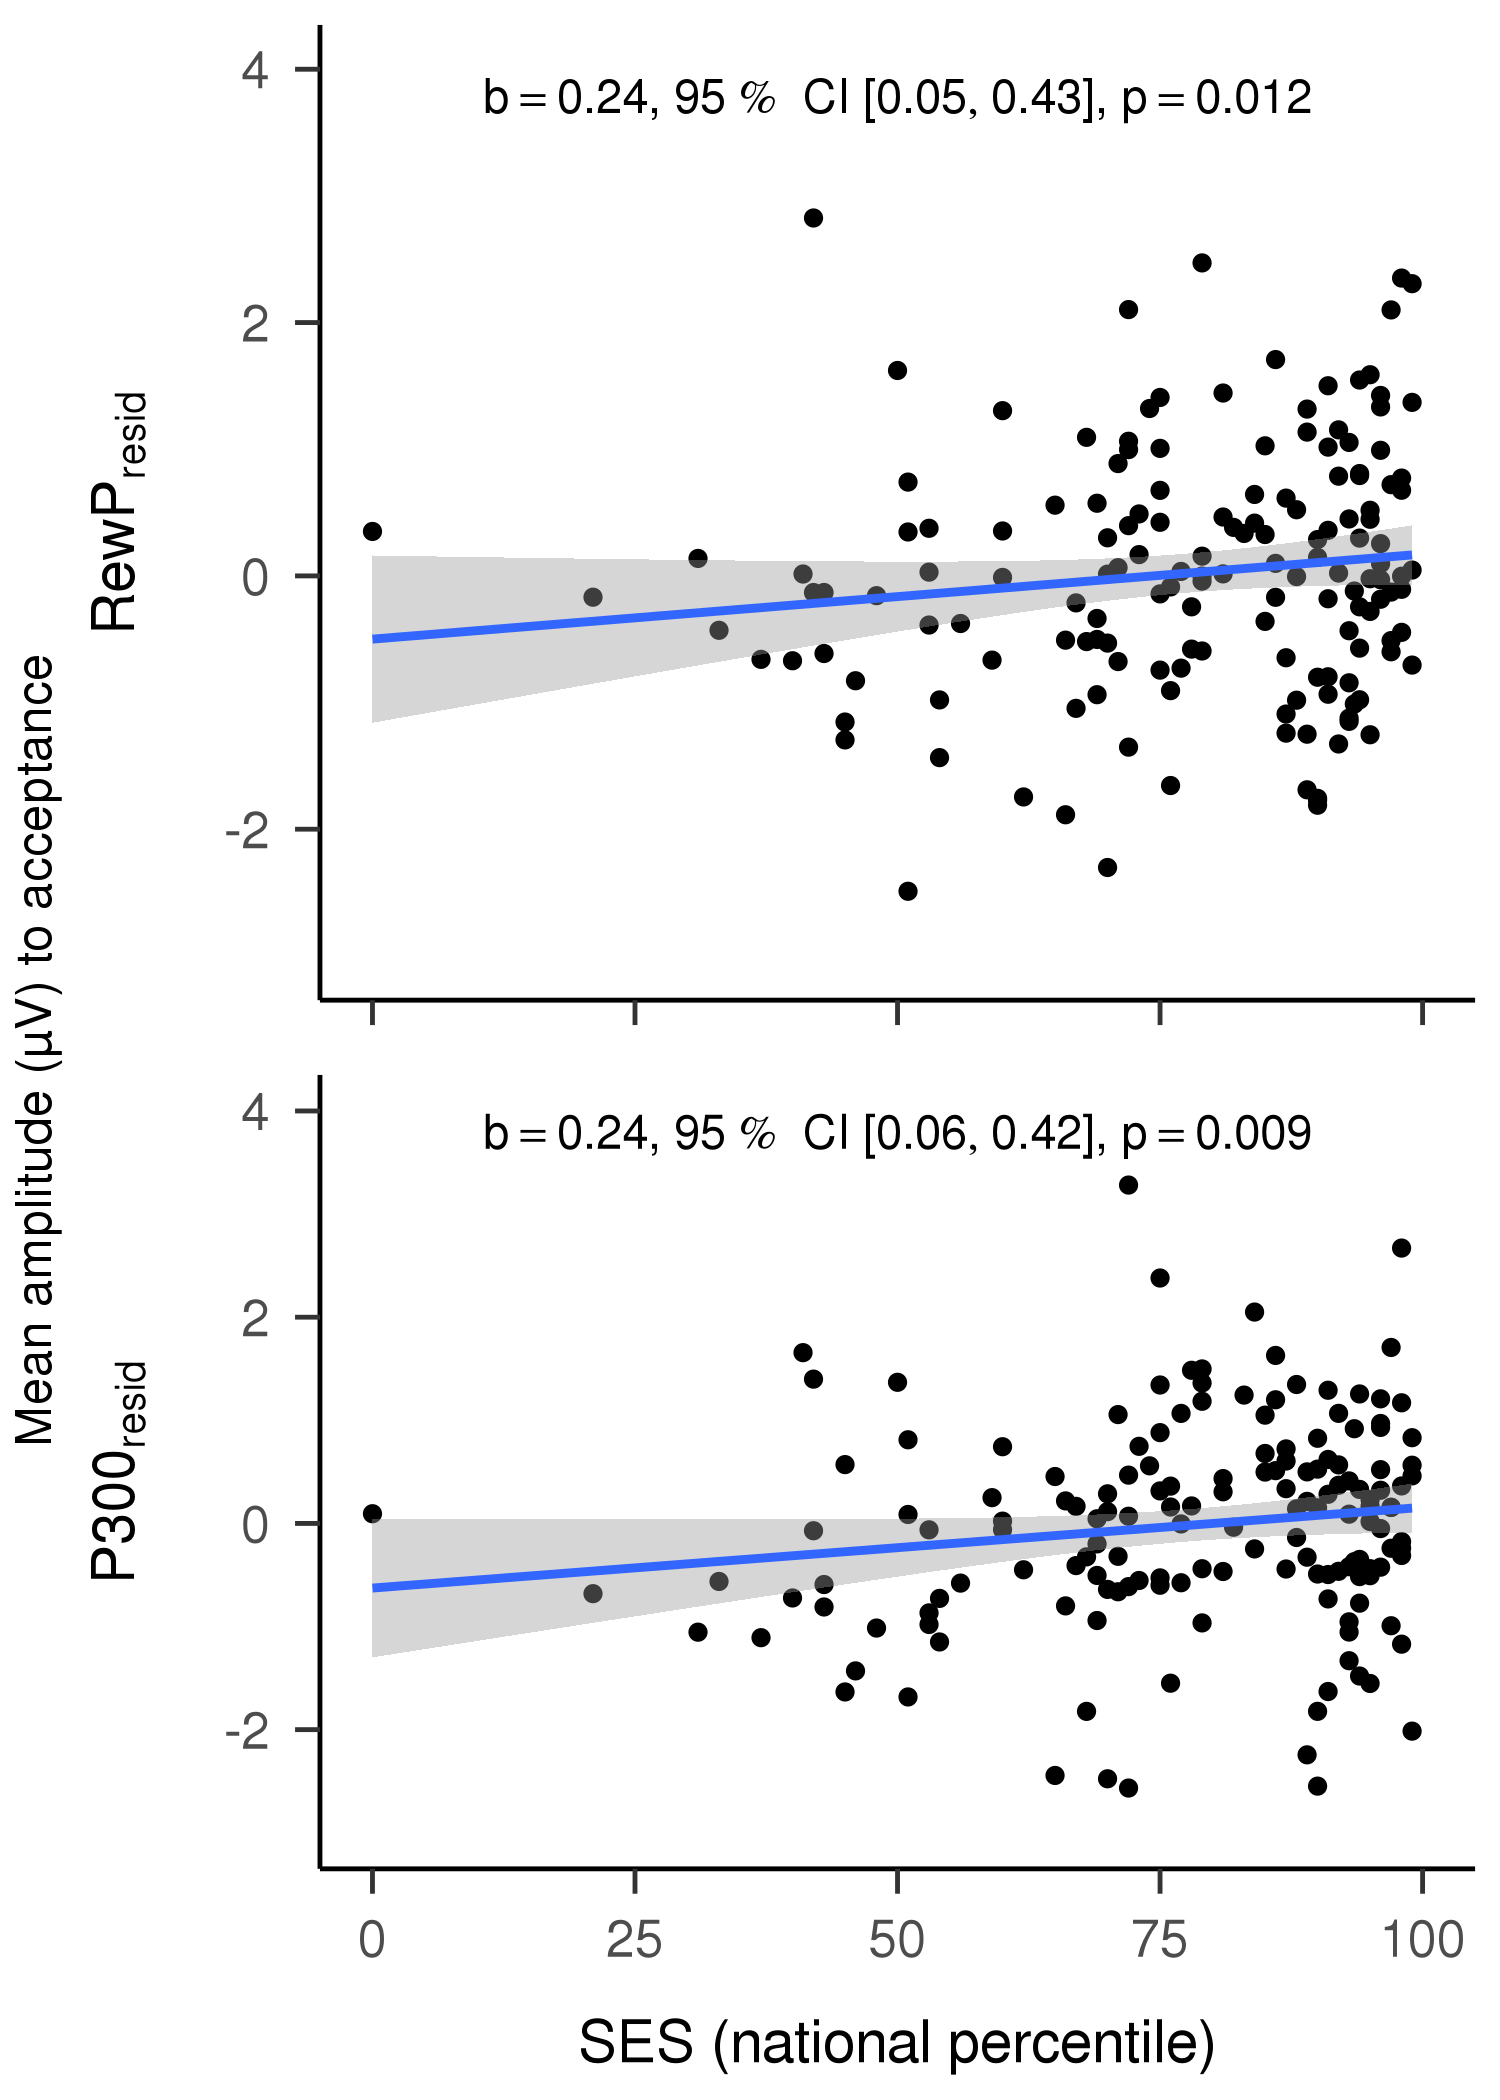 Mean amplitude (µV) to acceptance
RewPresid
4
2
0
-2
b = 0.24, 95 % CI [0.05, 0.43], p = 0.012
P300resid
4
2
0
-2
b = 0.24, 95 % CI [0.06, 0.42], p = 0.009
0 25 50 75 100
SES (national percentile)